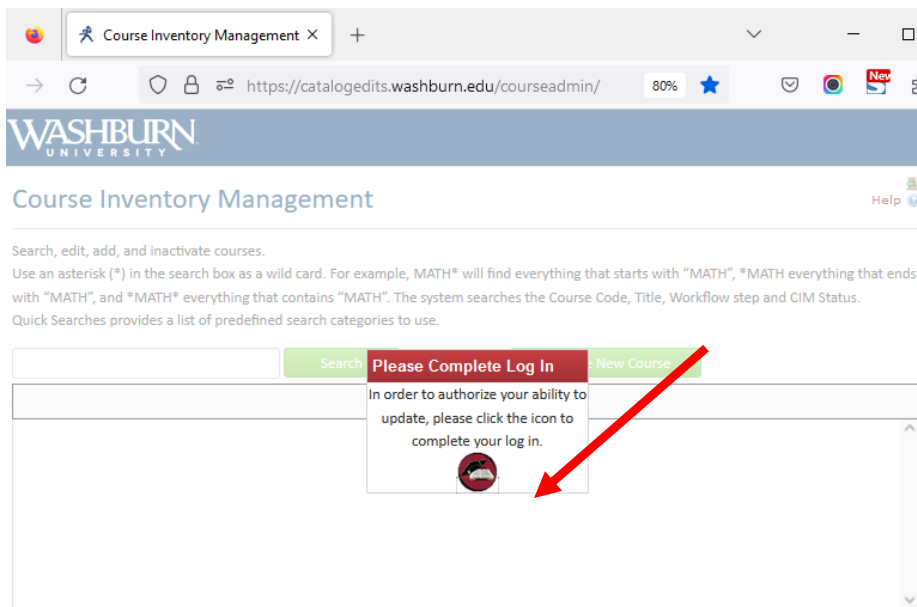 Course Inventory Management
https://catalogedits.washburn.edu/courseadmin/ 80% New
WASHBURN
UNIVERSITY
Course Inventory Management
Help
Search, edit, add, and inactivate courses.
Use an asterisk (*) in the search box as a wild card. For example, MATH* will find everything that starts with “MATH”, *MATH everything that ends
with “MATH”, and *MATH* everything that contains “MATH”. The system searches the Course Code, Title, Workflow step and CIM Status.
Quick Searches provides a list of predefined search categories to use.
Search New Course
Please Complete Log In
In order to authorize your ability to
update, please click the icon to
complete your log in.